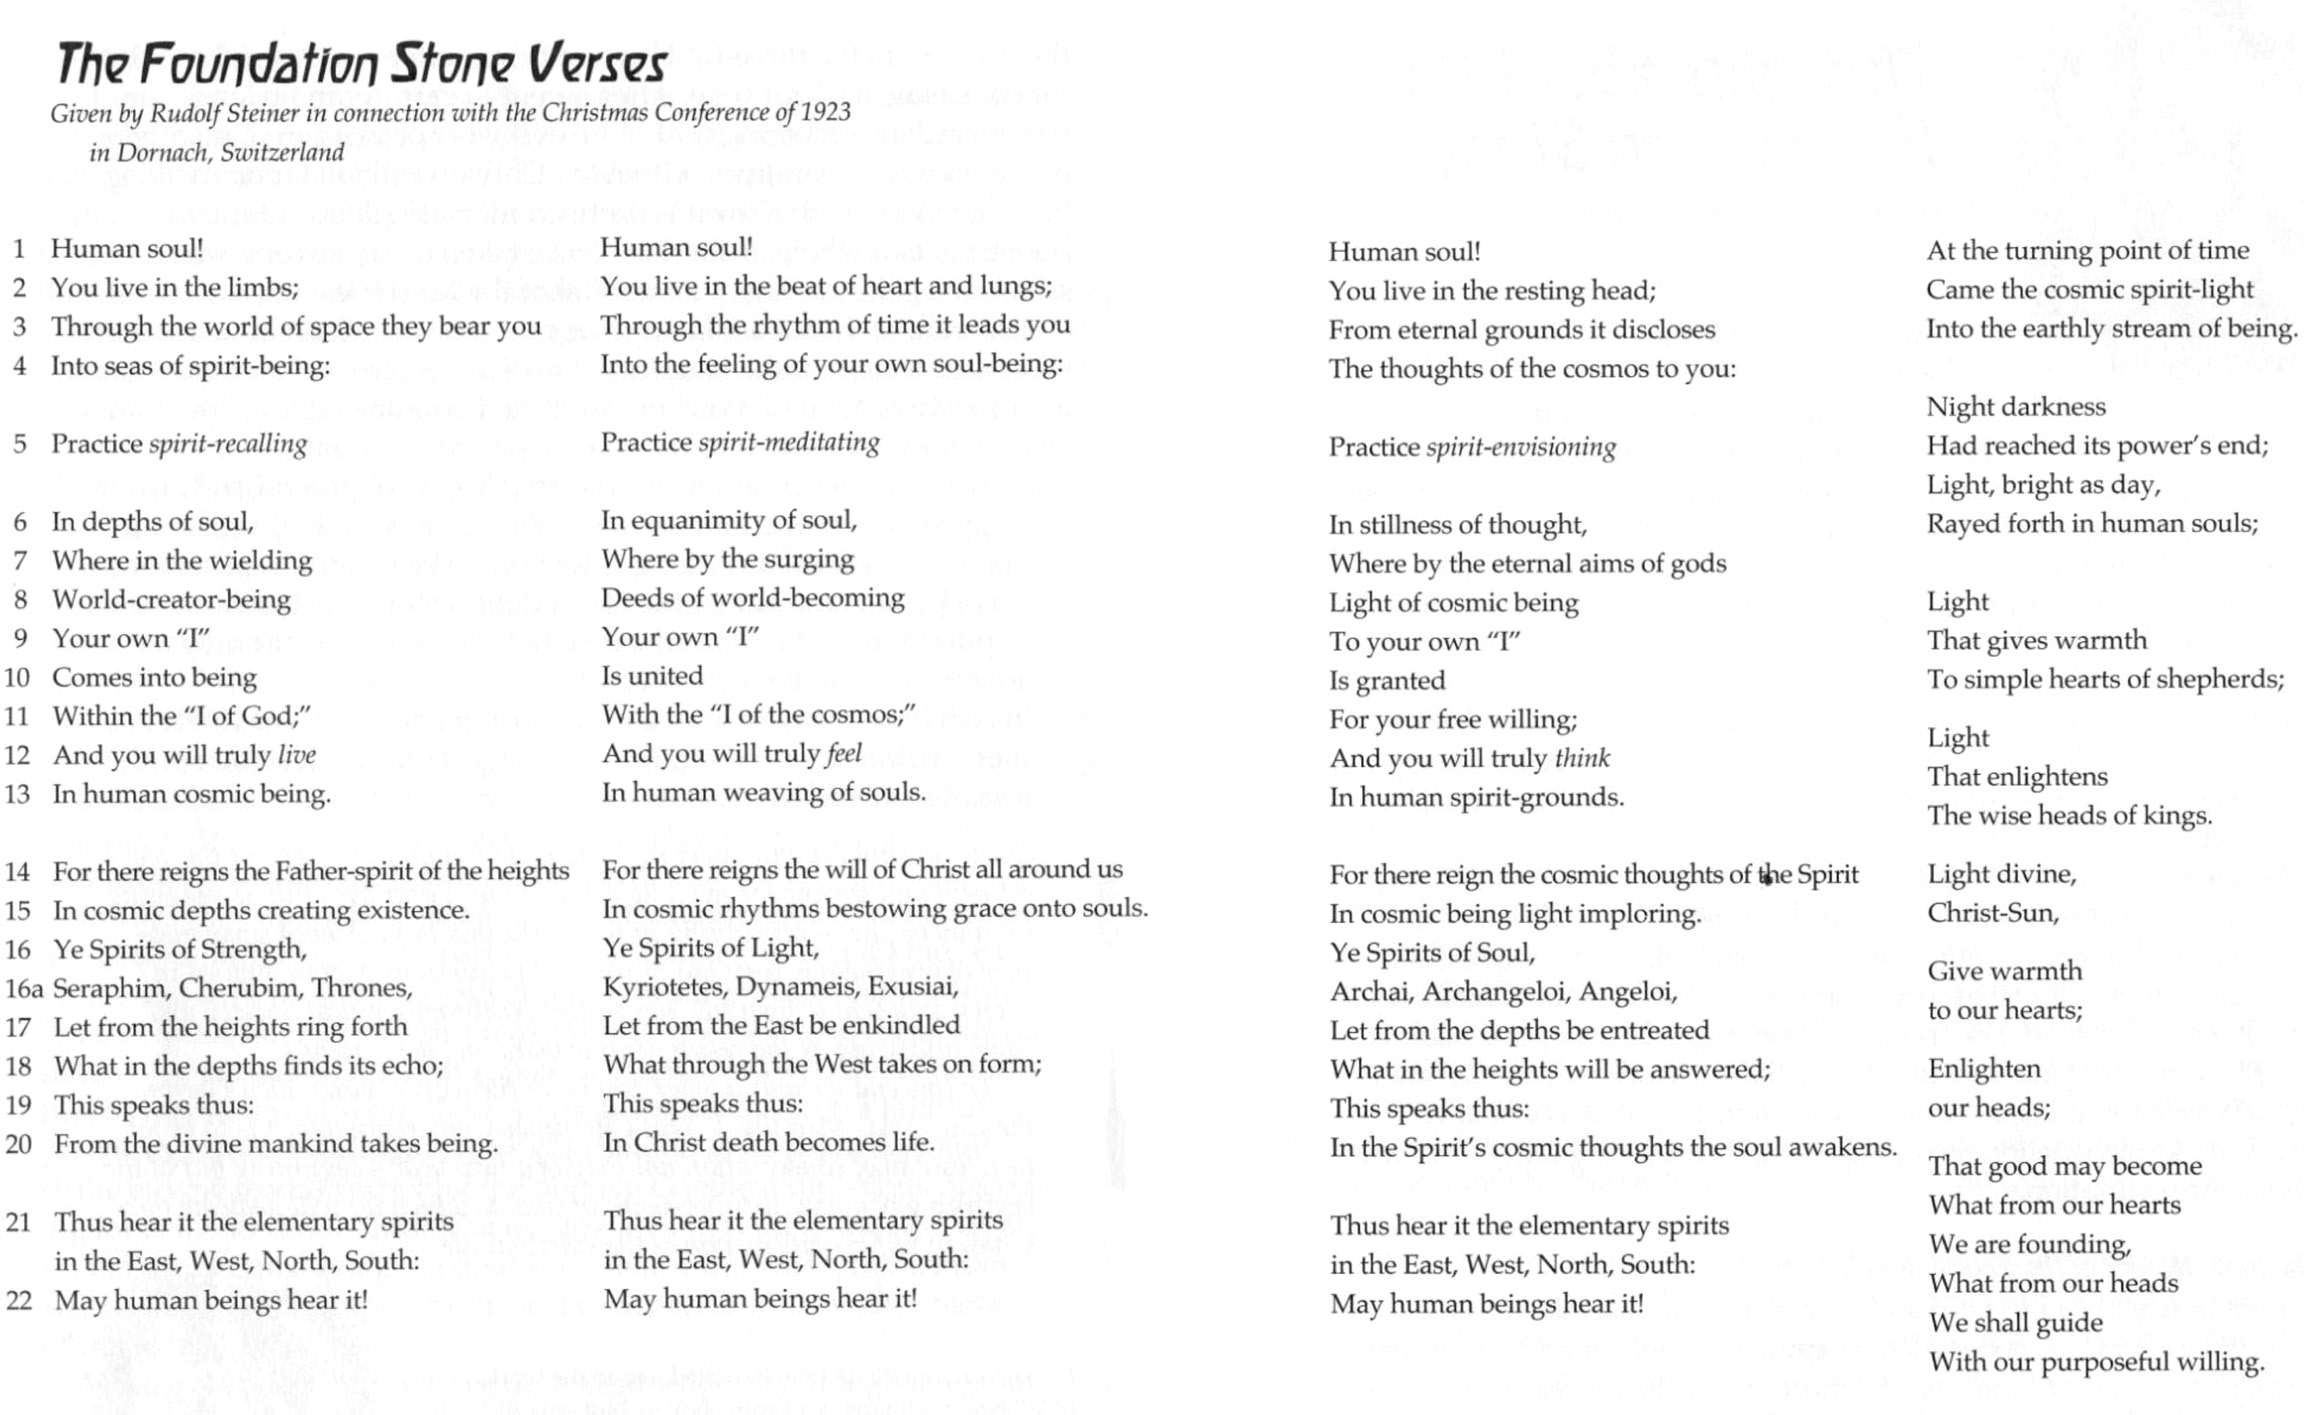 The Foundation Stone Verses
Given by Rudolf Steiner in connection with the Christmas Conference of 1923
in Dornach, Switzerland
1 Human soul!
2 You live in the limbs;
3 Through the world of space they bear you
4 Into seas of spirit-being:
5 Practice spirit-recalling
6 In depths of soul,
7 Where in the wielding
8 World-creator-being
9 Your own “I”
10 Comes into being
11 Within the “I of God;”
12 And you will truly live
13 In human cosmic being.
14 For there reigns the Father-spirit of the heights
15 In cosmic depths creating existence.
16 Ye Spirits of Strength,
16a Seraphim, Cherubim, Thrones,
17 Let from the heights ring forth
18 What in the depths finds its echo;
19 This speaks thus:
20 From the divine mankind takes being.
21 Thus hear it the elementary spirits
in the East, West, North, South:
22 May human beings hear it!
Human soul!
You live in the beat of heart and lungs;
Through the rhythm of time it leads you
Into the feeling of your own soul-being:
Practice spirit-meditating
In equanimity of soul,
Where by the surging
Deeds of world-becoming
Your own “I”
Is united
With the “I of the cosmos;”
And you will truly feel
In human weaving of souls.
For there reigns the will of Christ all around us
In cosmic rhythms bestowing grace onto souls.
Ye Spirits of Light,
Kyriotetes, Dynameis, Exusiai,
Let from the East be enkindled
What through the West takes on form;
This speaks thus:
In Christ death becomes life.
Thus hear it the elementary spirits
in the East, West, North, South:
May human beings hear it!
Human soul!
You live in the resting head;
From eternal grounds it discloses
The thoughts of the cosmos to you:
Practice spirit-envisioning
In stillness of thought,
Where by the eternal aims of gods
Light of cosmic being
To your own “I”
Is granted
For your free willing;
And you will truly think
In human spirit-grounds.
For there reign the cosmic thoughts of the Spirit
In cosmic being light imploring.
Ye Spirits of Soul,
Archai, Archangeloi, Angeloi,
Let from the depths be entreated
What in the heights will be answered;
This speaks thus:
In the Spirit’s cosmic thoughts the soul awakens.
Thus hear it the elementary spirits
in the East, West, North, South:
May human beings hear it!
At the turning point of time
Came the cosmic spirit-light
Into the earthly stream of being.
Night darkness
Had reached its power’s end;
Light, bright as day,
Rayed forth in human souls;
Light
That gives warmth
To simple hearts of shepherds;
Light
That enlightens
The wise heads of kings.
Light divine,
Christ-Sun,
Give warmth
to our hearts;
Enlighten
our heads;
That good may become
What from our hearts
We are founding,
What from our heads
We shall guide
With our purposeful willing.